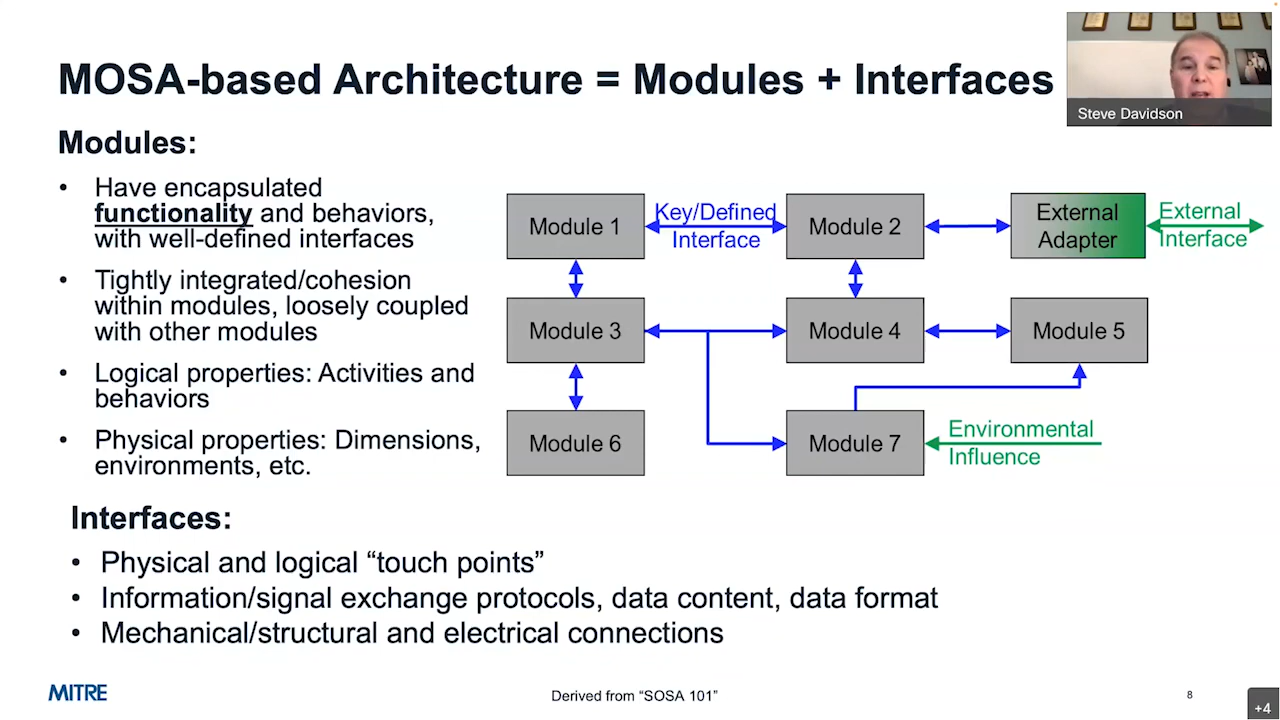 MOSA-based Architecture = Modules + Interfaces
Steve Davidson
Modules:
• Have encapsulated
functionality and behaviors,
with well-defined interfaces
• Tightly integrated/cohesion
within modules, loosely coupled
with other modules
• Logical properties: Activities and
behaviors
• Physical properties: Dimensions,
environments, etc.
Module 1
Key/Defined
Interface
Module 2
External
Adapter
External
Interface
Module 3
Module 4
Module 5
Module 6
Module 7
Environmental
Influence
Interfaces:
• Physical and logical “touch points”
• Information/signal exchange protocols, data content, data format
• Mechanical/structural and electrical connections
MITRE
Derived from “SOSA 101”
8
+4